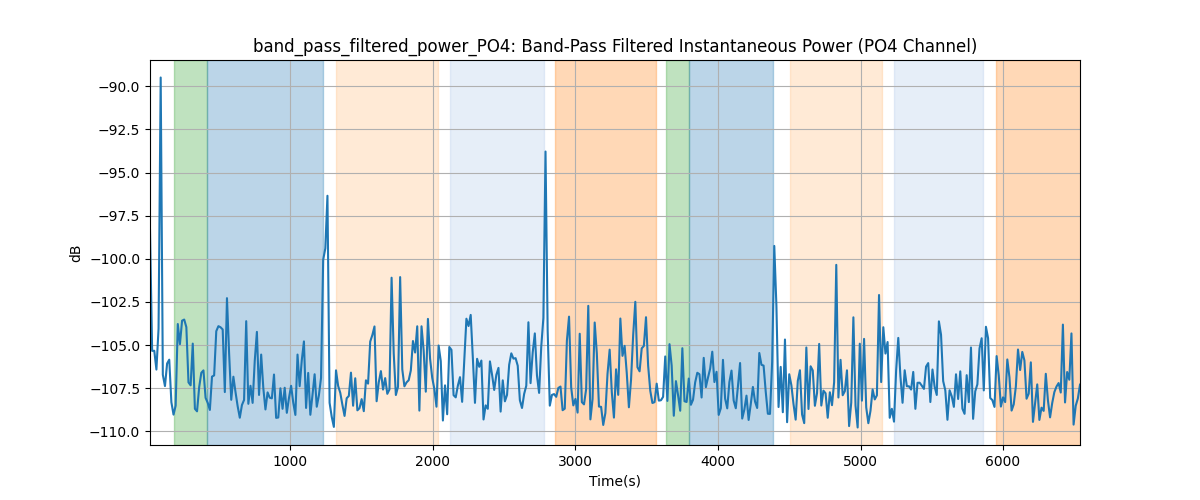 band_pass_filtered_power_PO4: Band-Pass Filtered Instantaneous Power (PO4 Channel)
−90.0
−92.5
−95.0
−97.5
−100.0
−102.5
−105.0
−107.5
−110.0
dB
1000 2000 3000 4000 5000 6000
Time(s)